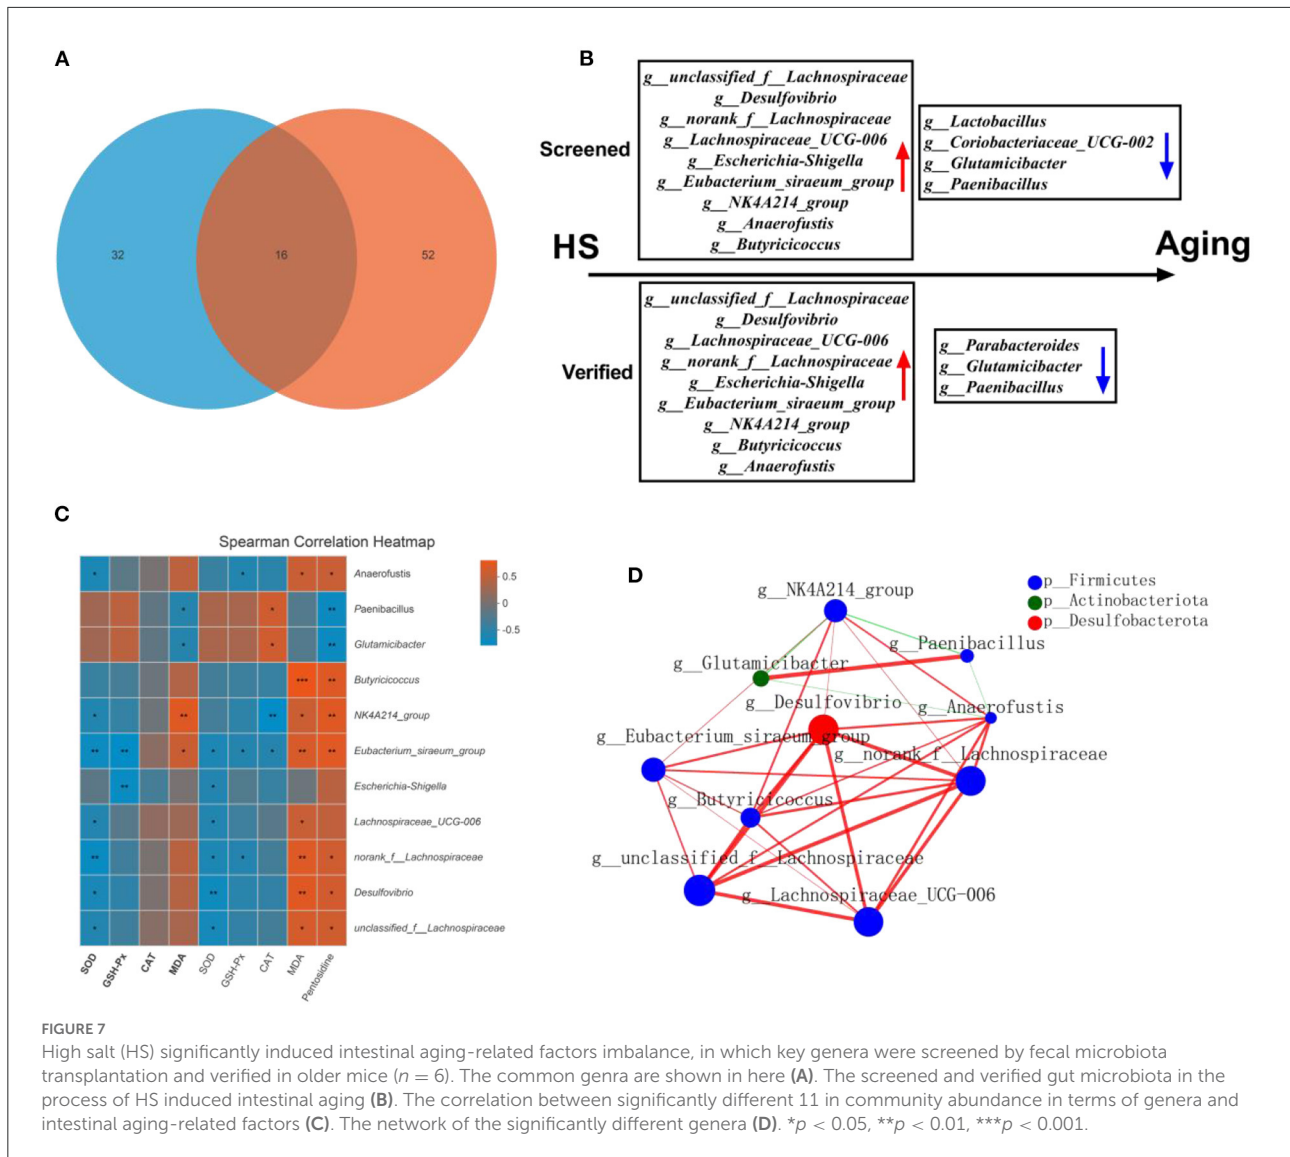 A
32
16
52
B
Screened
g__unclassified_f__Lachnospiraceae
g__Desulfovibrio
g__norank_f__Lachnospiraceae
g__Lachnospiraceae_UCG-006
g__Escherichia-Shigella
g__Eubacterium_siraeum_group
g__NK4A214_group
g__Anaerofustis
g__Butyricicoccus
g__Lactobacillus
g__Coriobacteriaceae_UCG-002
g__Glutamicibacter
g__Paenibacillus
HS
Aging
Verified
g__unclassified_f__Lachnospiraceae
g__Desulfovibrio
g__Lachnospiraceae_UCG-006
g__norank_f__Lachnospiraceae
g__Escherichia-Shigella
g__Eubacterium_siraeum_group
g__NK4A214_group
g__Butyricicoccus
g__Anaerofustis
g__Parabacteroides
g__Glutamicibacter
g__Paenibacillus
C
Spearman Correlation Heatmap
* * * * Anaerofustis
* * ** Paenibacillus
* * ** Glutamicibacter
*** ** Butyricicoccus
* ** ** * ** NK4A214_group
** ** * * * * ** ** Eubacterium_siraeum_group
** * Escherichia-Shigella
* * * Lachnospiraceae_UCG-006
** * * ** * norank_f__Lachnospiraceae
* ** ** * Desulfovibrio
* * * * unclassified_f__Lachnospiraceae
SOD
GSH-Px
CAT
MDA
SOD
GSH-Px
CAT
MDA
Pentosidine
0.5
0
-0.5
D
p__Firmicutes
p__Actinobacteriota
p__Desulfobacterota
g__NK4A214_group
g__Paenibacillus
g__Glutamicibacter
g__Desulfovibrio
g__Anaerofustis
g__Eubacterium_siraeum_group
g__norank_f__Lachnospiraceae
g__Butyricicoccus
g__unclassified_f__Lachnospiraceae
g__Lachnospiraceae_UCG-006
FIGURE 7
High salt (HS) significantly induced intestinal aging-related factors imbalance, in which key genera were screened by fecal microbiota
transplantation and verified in older mice (n = 6). The common genra are shown in here (A). The screened and verified gut microbiota in the
process of HS induced intestinal aging (B). The correlation between significantly different 11 in community abundance in terms of genera and
intestinal aging-related factors (C). The network of the significantly different genera (D). *p < 0.05, **p < 0.01, ***p < 0.001.